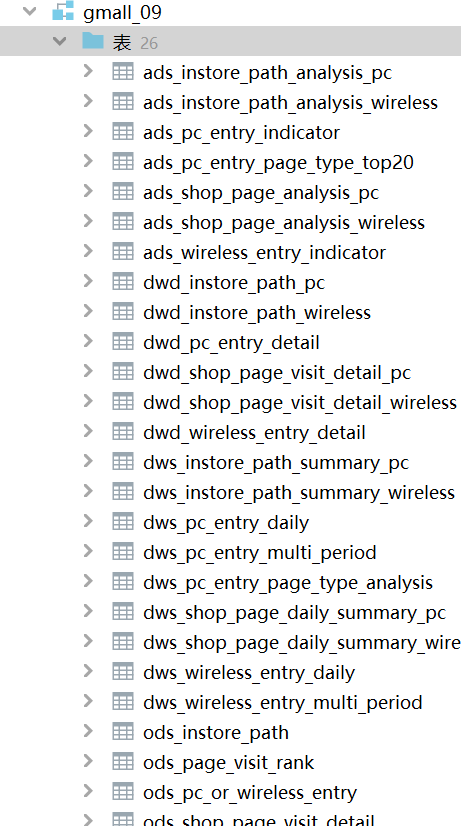 gmall_09
表 26
ads_instore_path_analysis_pc
ads_instore_path_analysis_wireless
ads_pc_entry_indicator
ads_pc_entry_page_type_top20
ads_shop_page_analysis_pc
ads_shop_page_analysis_wireless
ads_wireless_entry_indicator
dwd_instore_path_pc
dwd_instore_path_wireless
dwd_pc_entry_detail
dwd_shop_page_visit_detail_pc
dwd_shop_page_visit_detail_wireless
dwd_wireless_entry_detail
dws_instore_path_summary_pc
dws_instore_path_summary_wireless
dws_pc_entry_daily
dws_pc_entry_multi_period
dws_pc_entry_page_type_analysis
dws_shop_page_daily_summary_pc
dws_shop_page_daily_summary_wire
dws_wireless_entry_daily
dws_wireless_entry_multi_period
ods_instore_path
ods_page_visit_rank
ods_pc_or_wireless_entry
ods_shop_page_visit_detail